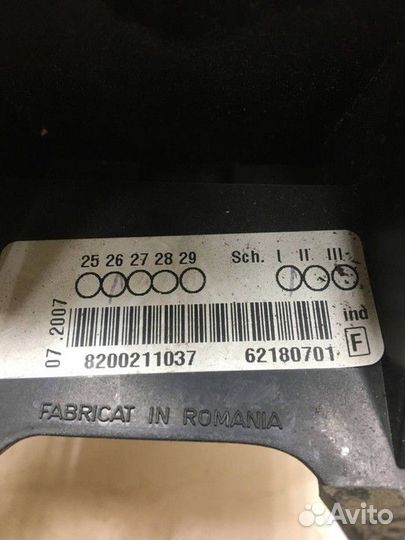 25 26 27 28 29 Sch. I II III
07.2007
ind
F
8200211037 62180701
FABRICAT IN ROMANIA
Avito